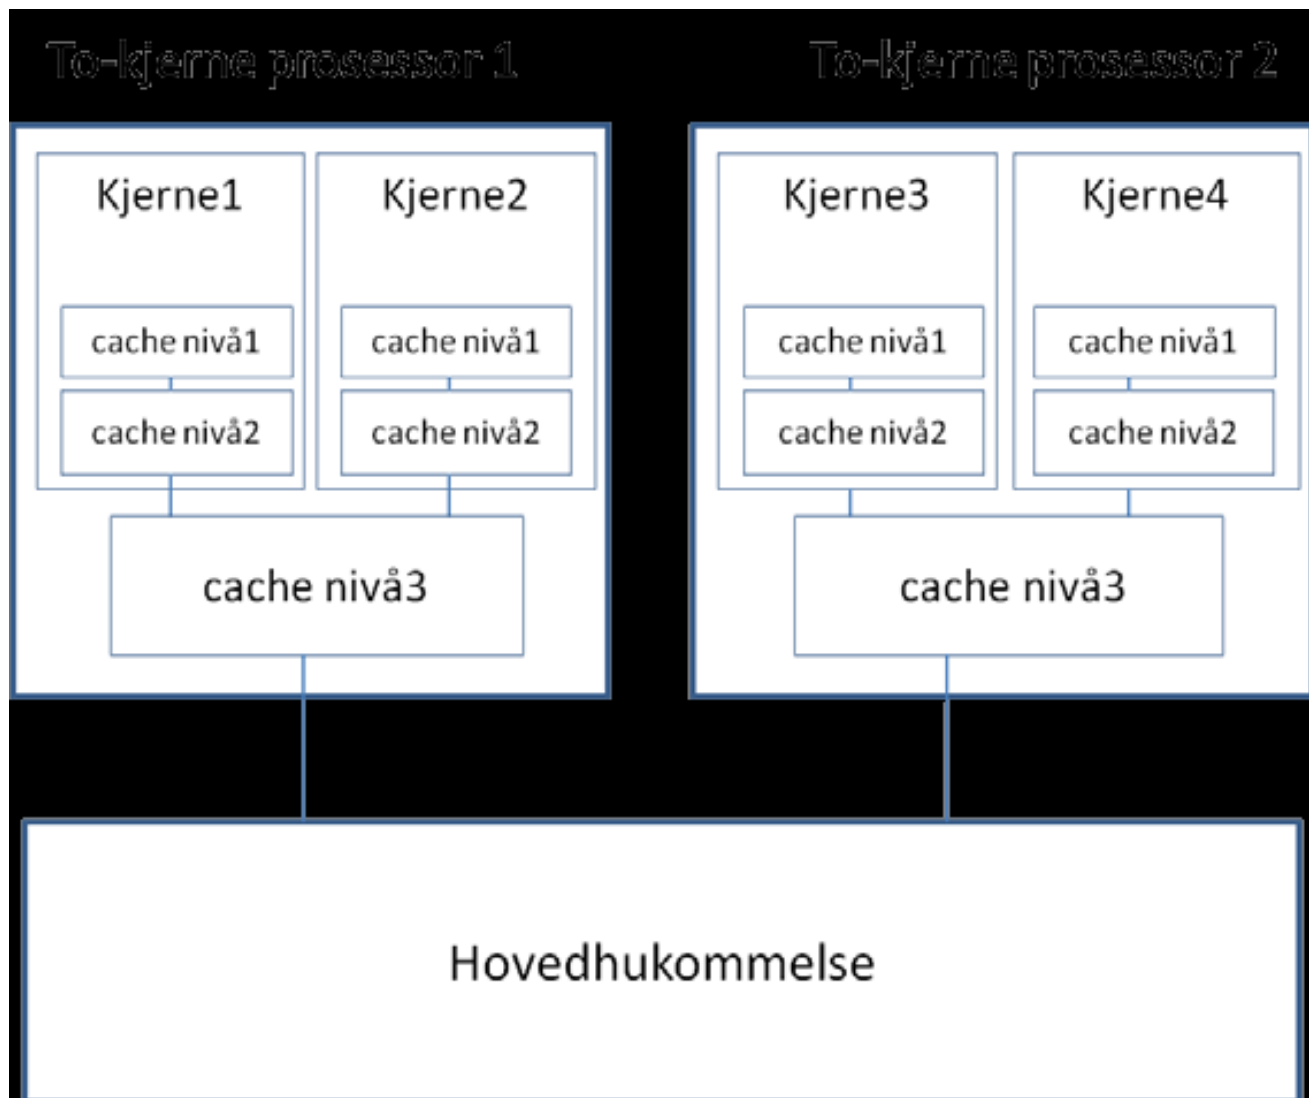 To-kjerne prosessor 1
To-kjerne prosessor 2
Kjerne1
Kjerne2
Kjerne3
Kjerne4
cache nivå1
cache nivå1
cache nivå1
cache nivå1
cache nivå2
cache nivå2
cache nivå2
cache nivå2
cache nivå3
cache nivå3
Hovedhukommelse